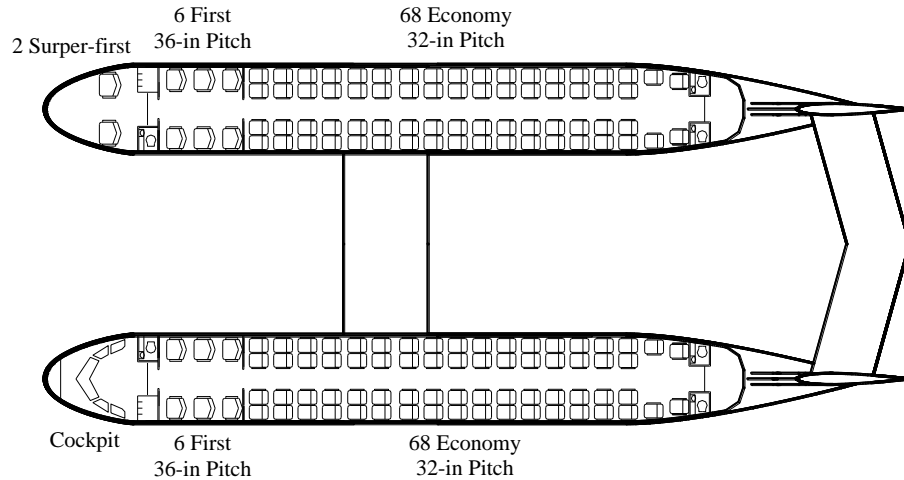 6 First
36-in Pitch
68 Economy
32-in Pitch
2 Surper-first
Cockpit
6 First
36-in Pitch
68 Economy
32-in Pitch